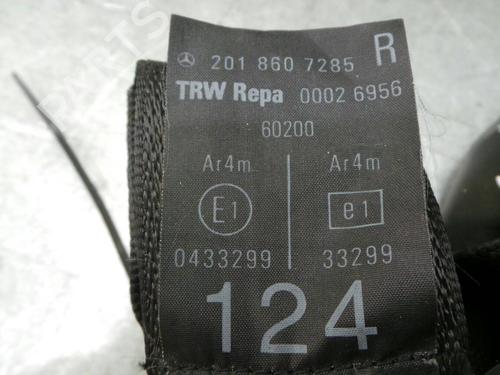 201 860 7285 R
TRW Repa 0002 6956
60200
Ar4m Ar4m
E1 e1
0433299 33299
124